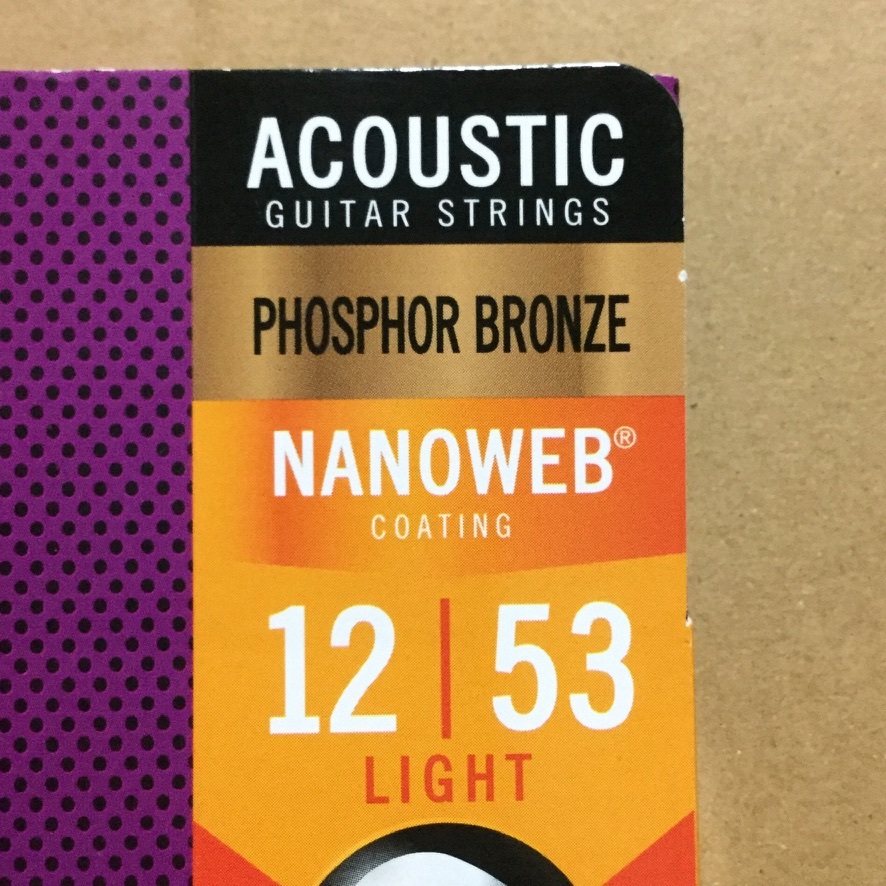 ACOUSTIC
GUITAR STRINGS
PHOSPHOR BRONZE
NANOWEB®
COATING
12 | 53
LIGHT